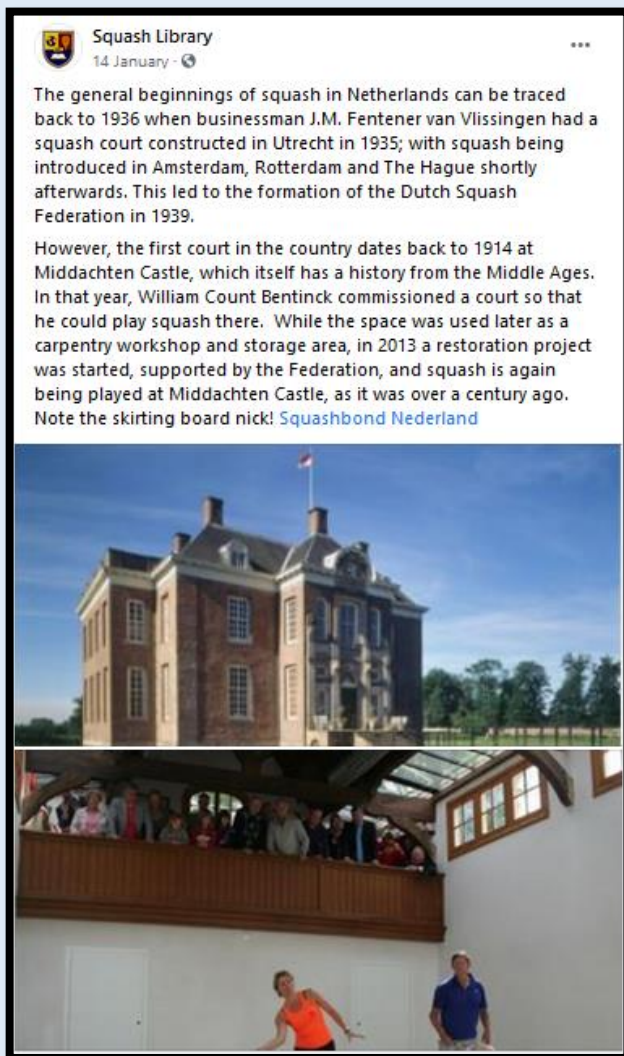 Squash Library
14 January ·
The general beginnings of squash in Netherlands can be traced
back to 1936 when businessman J.M. Fentener van Vlissingen had a
squash court constructed in Utrecht in 1935; with squash being
introduced in Amsterdam, Rotterdam and The Hague shortly
afterwards. This led to the formation of the Dutch Squash
Federation in 1939.
However, the first court in the country dates back to 1914 at
Middachten Castle, which itself has a history from the Middle Ages.
In that year, William Count Bentinck commissioned a court so that
he could play squash there.  While the space was used later as a
carpentry workshop and storage area, in 2013 a restoration project
was started, supported by the Federation, and squash is again
being played at Middachten Castle, as it was over a century ago.
Note the skirting board nick! Squashbond Nederland